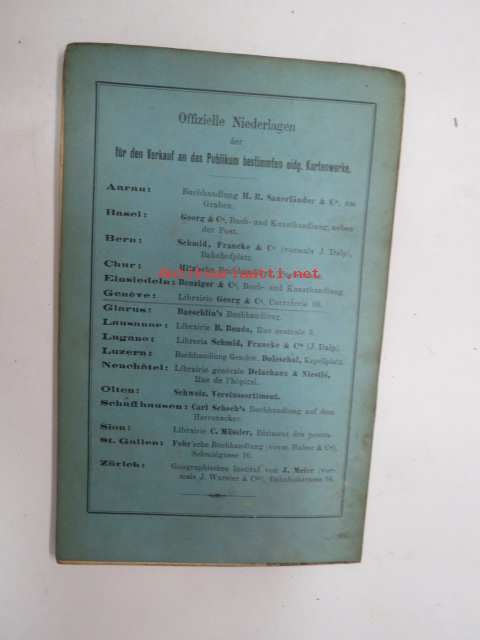 Offizielle Niederlagen
der
für den Verkauf an das Publikum bestimmten eidg. Kartenwerke.
Aarau: Buchhandlung H. R. Sauerländer & Cie. am
Graben.
Basel: Georg & Cie, Buch- und Kunsthandlung, neben
der Post.
Bern: Schmid, Francke & Cie (vormals J. Dalp),
Bahnhofplatz.
Chur:
Einsiedeln: Benziger & Cie, Buch- und Kunsthandlung.
Genève: Librairie Georg & Cie, Corraterie 10.
Glarus: Baeschlin's Buchhandlung.
Lausanne: Librairie B. Benda, Rue centrale 3.
Lugano: Libreria Schmid, Francke & Cie (J. Dalp).
Luzern: Buchhandlung Gebrüder Doleschal, Kapellplatz.
Neuchâtel: Librairie générale Delachaux & Niestlé,
Rue de l'hôpital.
Olten: Schweiz. Vereinssortiment.
Schaffhausen: Carl Schoch's Buchhandlung auf dem
Herrenacker.
Sion: Librairie C. Mussler, Bâtiment des postes.
St. Gallen: Fehr'sche Buchhandlung (vorm. Huber & Cie),
Schmidgasse 16.
Zürich: Geographisches Institut von J. Meier (vor-
mals J. Wurster & Cie), Bahnhofstrasse